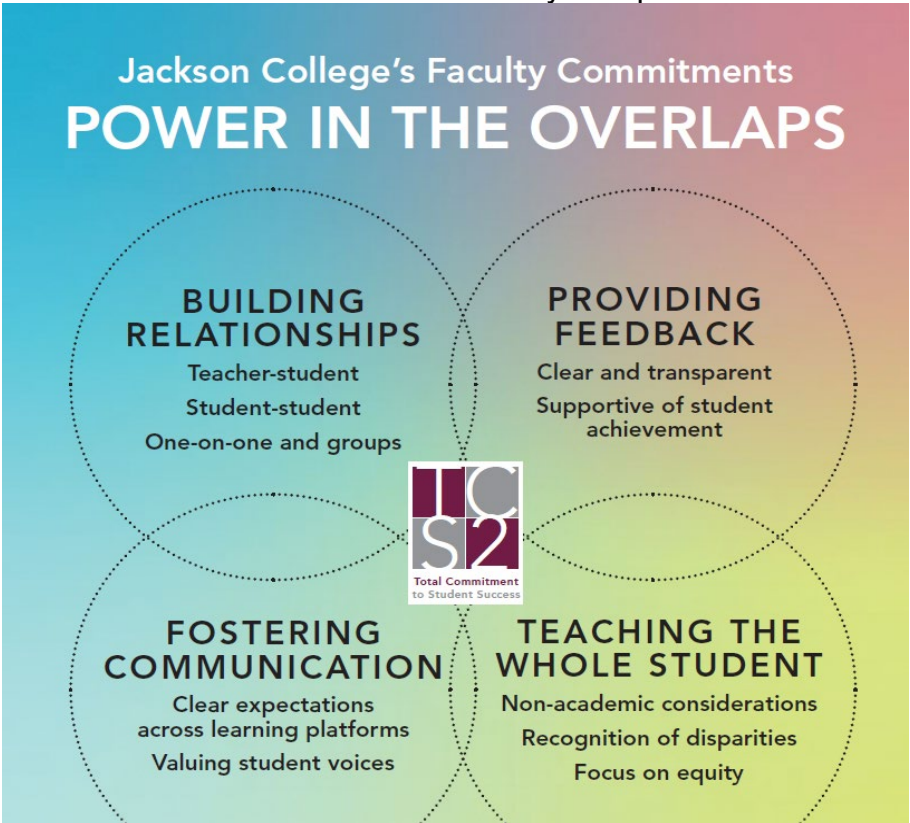 Jackson College's Faculty Commitments
POWER IN THE OVERLAPS
BUILDING
RELATIONSHIPS
Teacher-student
Student-student
One-on-one and groups
PROVIDING
FEEDBACK
Clear and transparent
Supportive of student
achievement
TC
S2
Total Commitment
to Student Success
FOSTERING
COMMUNICATION
Clear expectations
across learning platforms
Valuing student voices
TEACHING THE
WHOLE STUDENT
Non-academic considerations
Recognition of disparities
Focus on equity